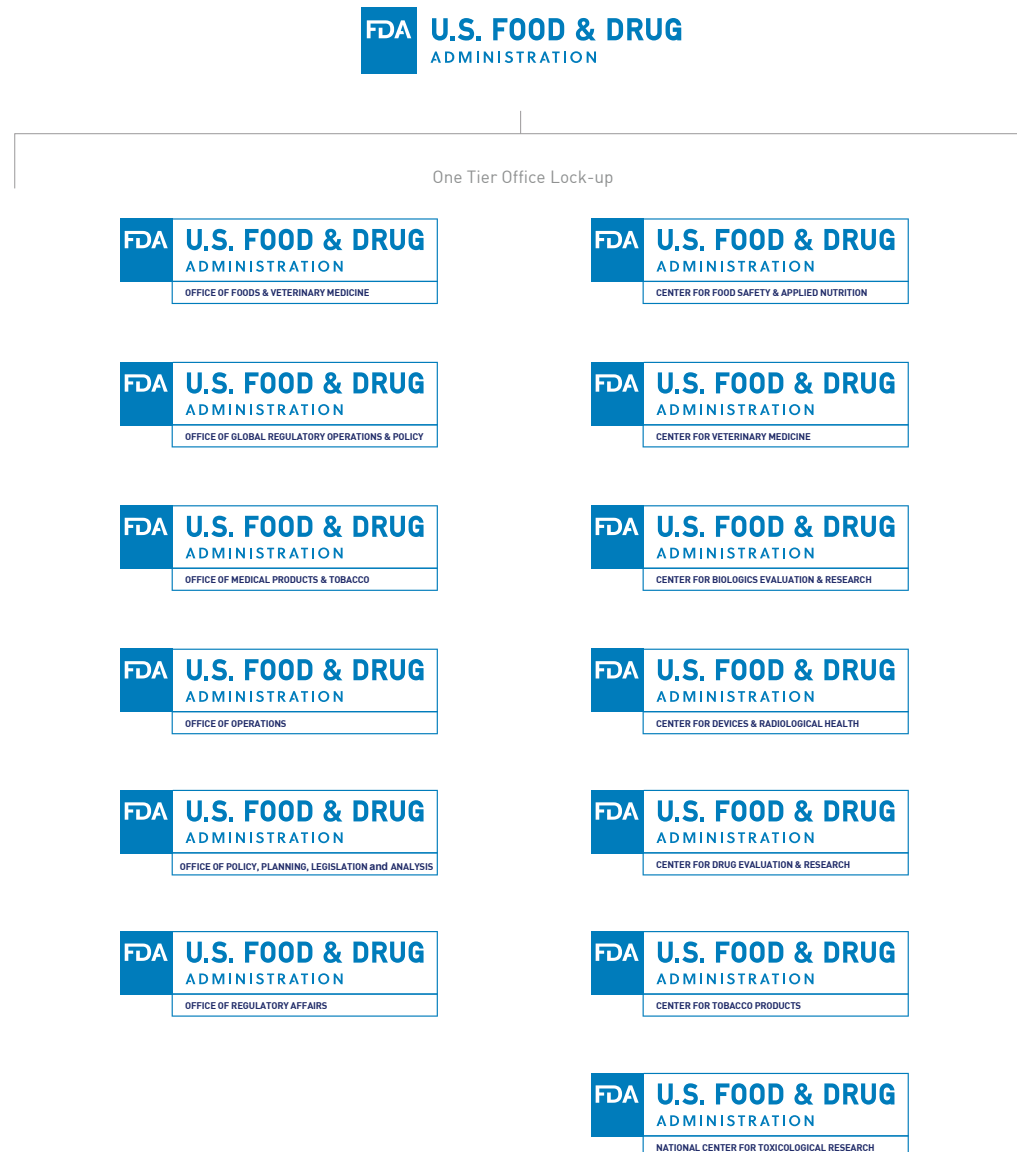 FDA U.S. FOOD & DRUG
ADMINISTRATION
One Tier Office Lock-up
FDA U.S. FOOD & DRUG
ADMINISTRATION
OFFICE OF FOODS & VETERINARY MEDICINE
FDA U.S. FOOD & DRUG
ADMINISTRATION
CENTER FOR FOOD SAFETY & APPLIED NUTRITION
FDA U.S. FOOD & DRUG
ADMINISTRATION
OFFICE OF GLOBAL REGULATORY OPERATIONS & POLICY
FDA U.S. FOOD & DRUG
ADMINISTRATION
CENTER FOR VETERINARY MEDICINE
FDA U.S. FOOD & DRUG
ADMINISTRATION
OFFICE OF MEDICAL PRODUCTS & TOBACCO
FDA U.S. FOOD & DRUG
ADMINISTRATION
CENTER FOR BIOLOGICS EVALUATION & RESEARCH
FDA U.S. FOOD & DRUG
ADMINISTRATION
OFFICE OF OPERATIONS
FDA U.S. FOOD & DRUG
ADMINISTRATION
CENTER FOR DEVICES & RADIOLOGICAL HEALTH
FDA U.S. FOOD & DRUG
ADMINISTRATION
OFFICE OF POLICY, PLANNING, LEGISLATION and ANALYSIS
FDA U.S. FOOD & DRUG
ADMINISTRATION
CENTER FOR DRUG EVALUATION & RESEARCH
FDA U.S. FOOD & DRUG
ADMINISTRATION
OFFICE OF REGULATORY AFFAIRS
FDA U.S. FOOD & DRUG
ADMINISTRATION
CENTER FOR TOBACCO PRODUCTS
FDA U.S. FOOD & DRUG
ADMINISTRATION
NATIONAL CENTER FOR TOXICOLOGICAL RESEARCH